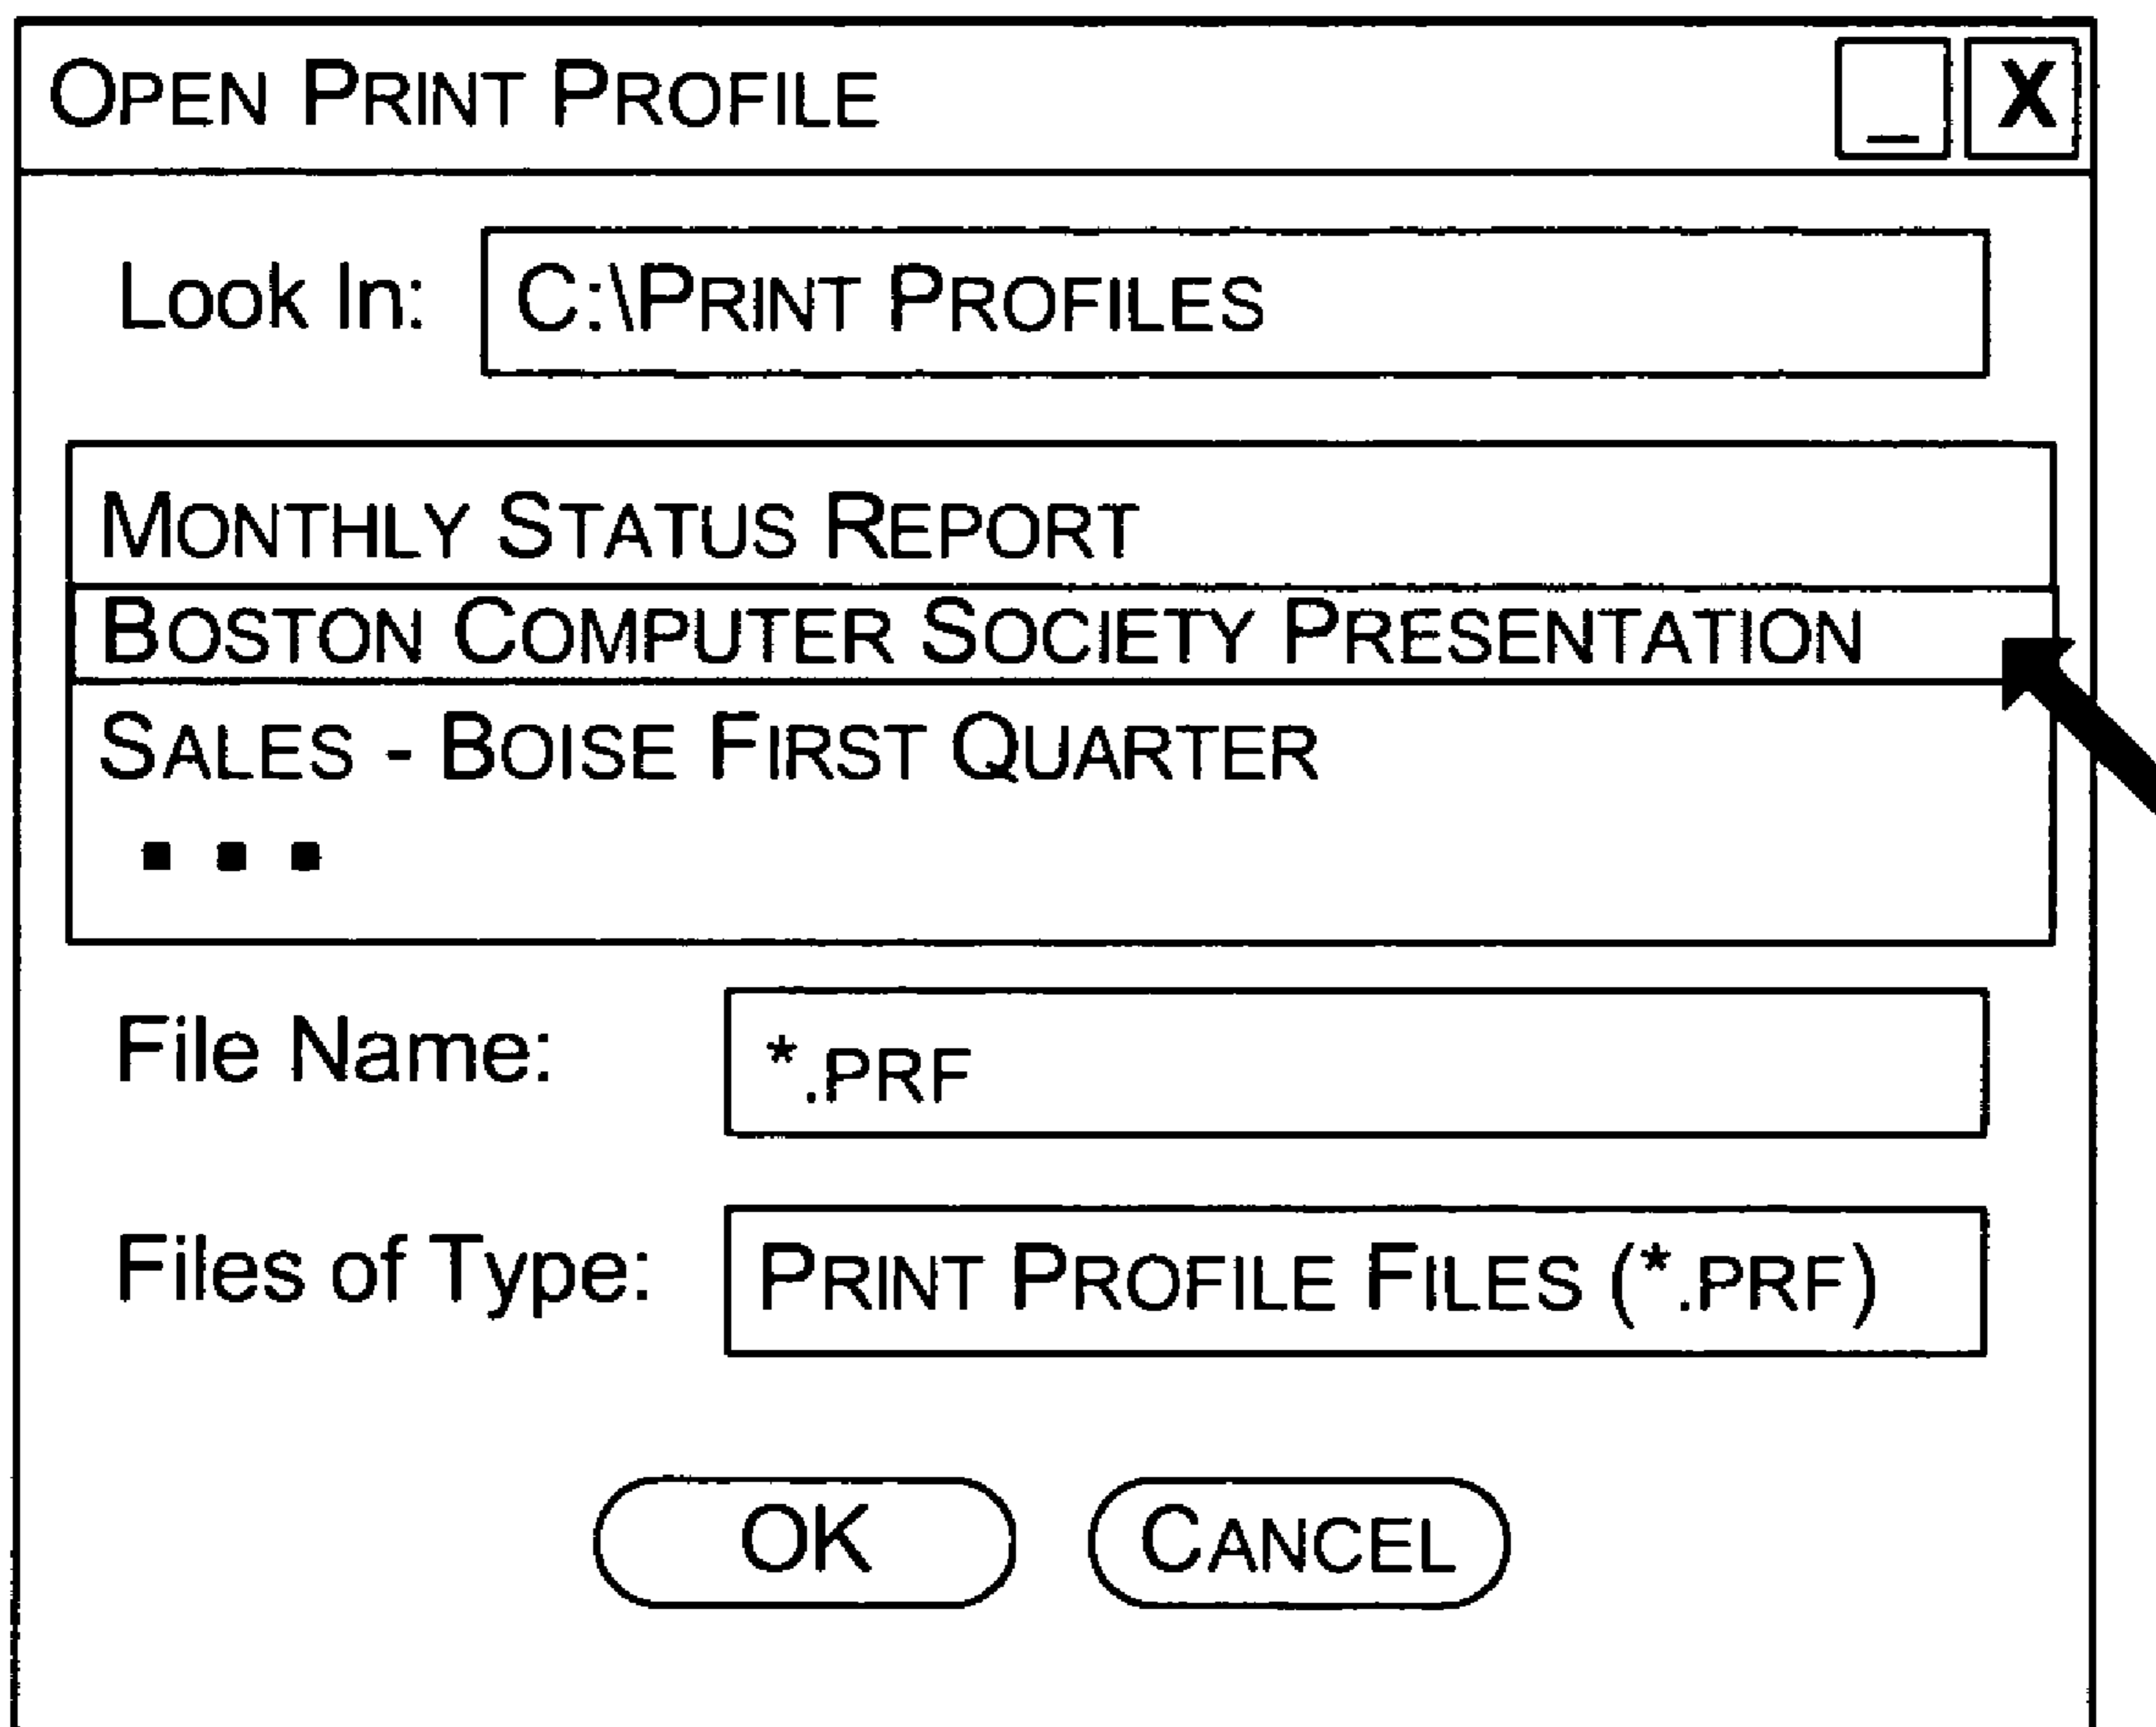 OPEN PRINT PROFILE _ X
Look In: C:\PRINT PROFILES
MONTHLY STATUS REPORT
BOSTON COMPUTER SOCIETY PRESENTATION
SALES - BOISE FIRST QUARTER
▪ ▪ ▪
File Name: *.PRF
Files of Type: PRINT PROFILE FILES (*.PRF)
OK CANCEL